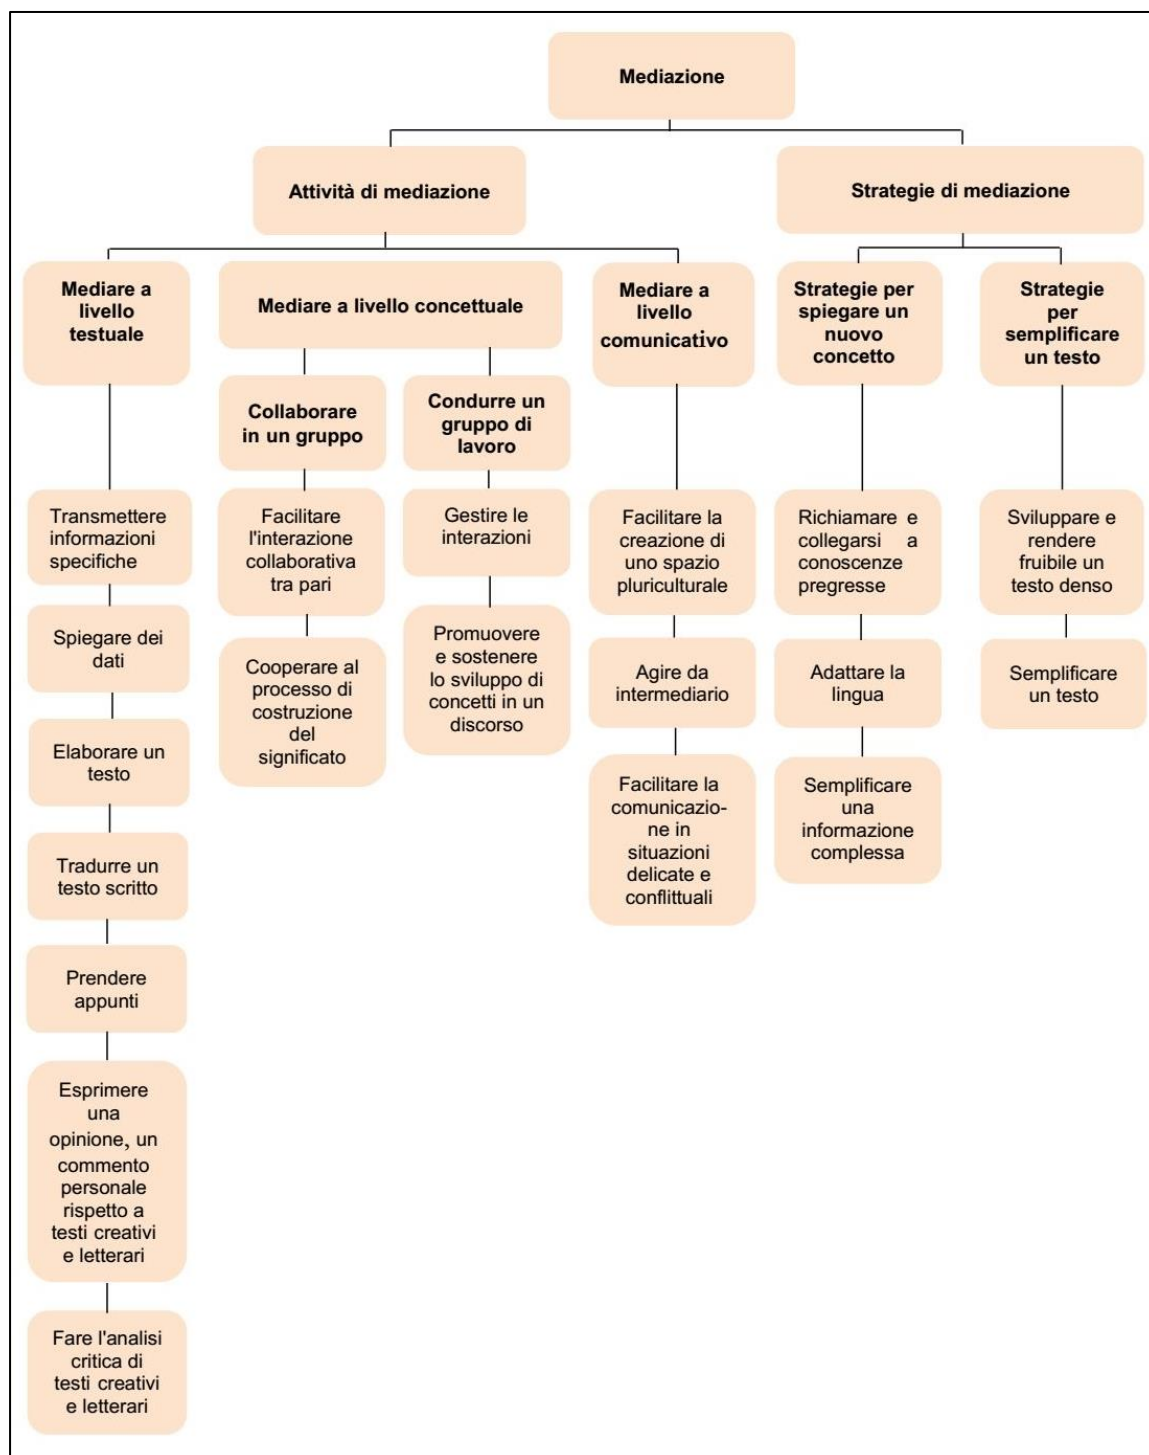 Mediazione
Attività di mediazione
Strategie di mediazione
Mediare a
livello
testuale
Mediare a livello concettuale
Mediare a
livello
comunicativo
Strategie per
spiegare un
nuovo
concetto
Strategie
per
semplificare
un testo
Collaborare
in un gruppo
Condurre un
gruppo di
lavoro
Transmettere
informazioni
specifiche
Facilitare
l'interazione
collaborativa
tra pari
Gestire le
interazioni
Facilitare la
creazione di
uno spazio
pluriculturale
Richiamare e
collegarsi a
conoscenze
pregresse
Sviluppare e
rendere
fruibile un
testo denso
Spiegare dei
dati
Cooperare al
processo di
costruzione
del
significato
Promuovere
e sostenere
lo sviluppo di
concetti in un
discorso
Agire da
intermediario
Adattare la
lingua
Semplificare
un testo
Elaborare un
testo
Facilitare la
comunicazio-
ne in
situazioni
delicate e
conflittuali
Semplificare
una
informazione
complessa
Tradurre un
testo scritto
Prendere
appunti
Esprimere
una
opinione, un
commento
personale
rispetto a
testi creativi
e letterari
Fare l'analisi
critica di
testi creativi
e letterari